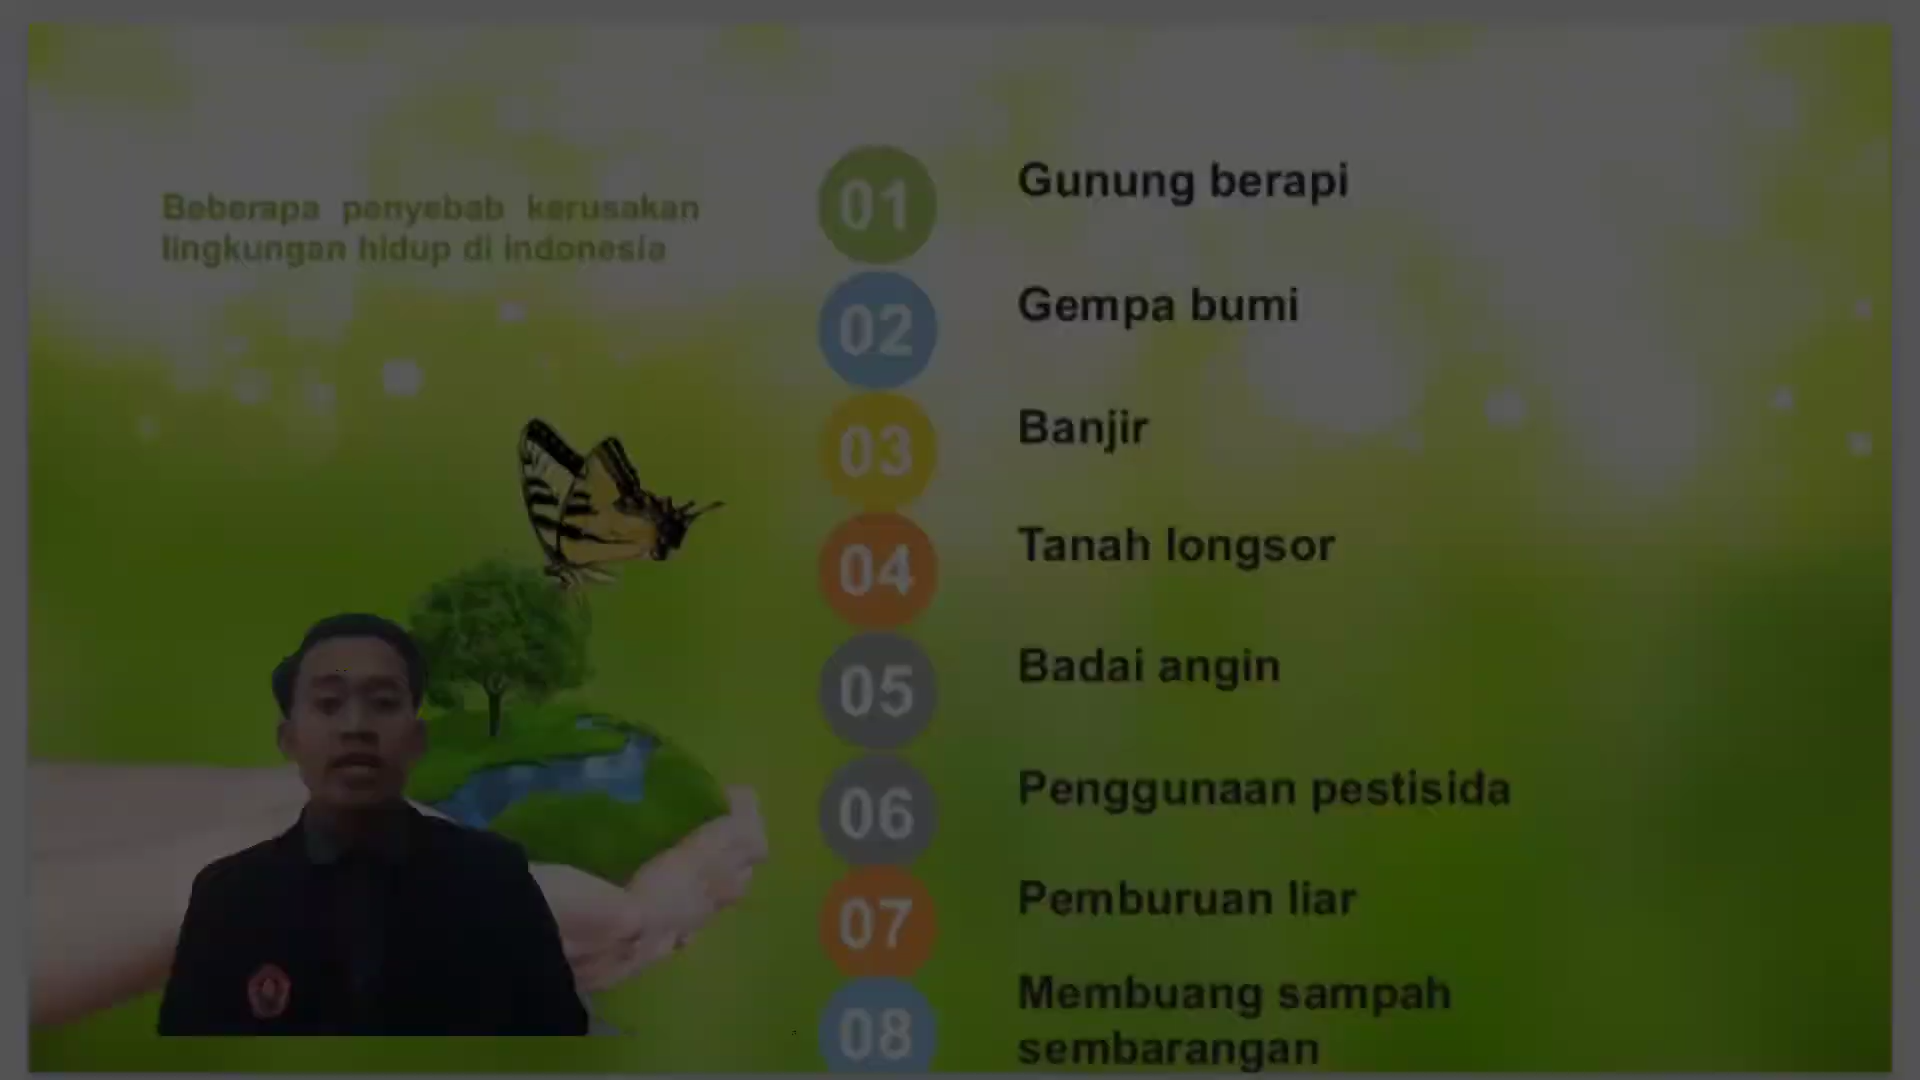 Beberapa penyebab kerusakan
lingkungan hidup di indonesia
01
Gunung berapi
02
Gempa bumi
03
Banjir
04
Tanah longsor
05
Badai angin
06
Penggunaan pestisida
07
Pemburuan liar
08
Membuang sampah
sembarangan